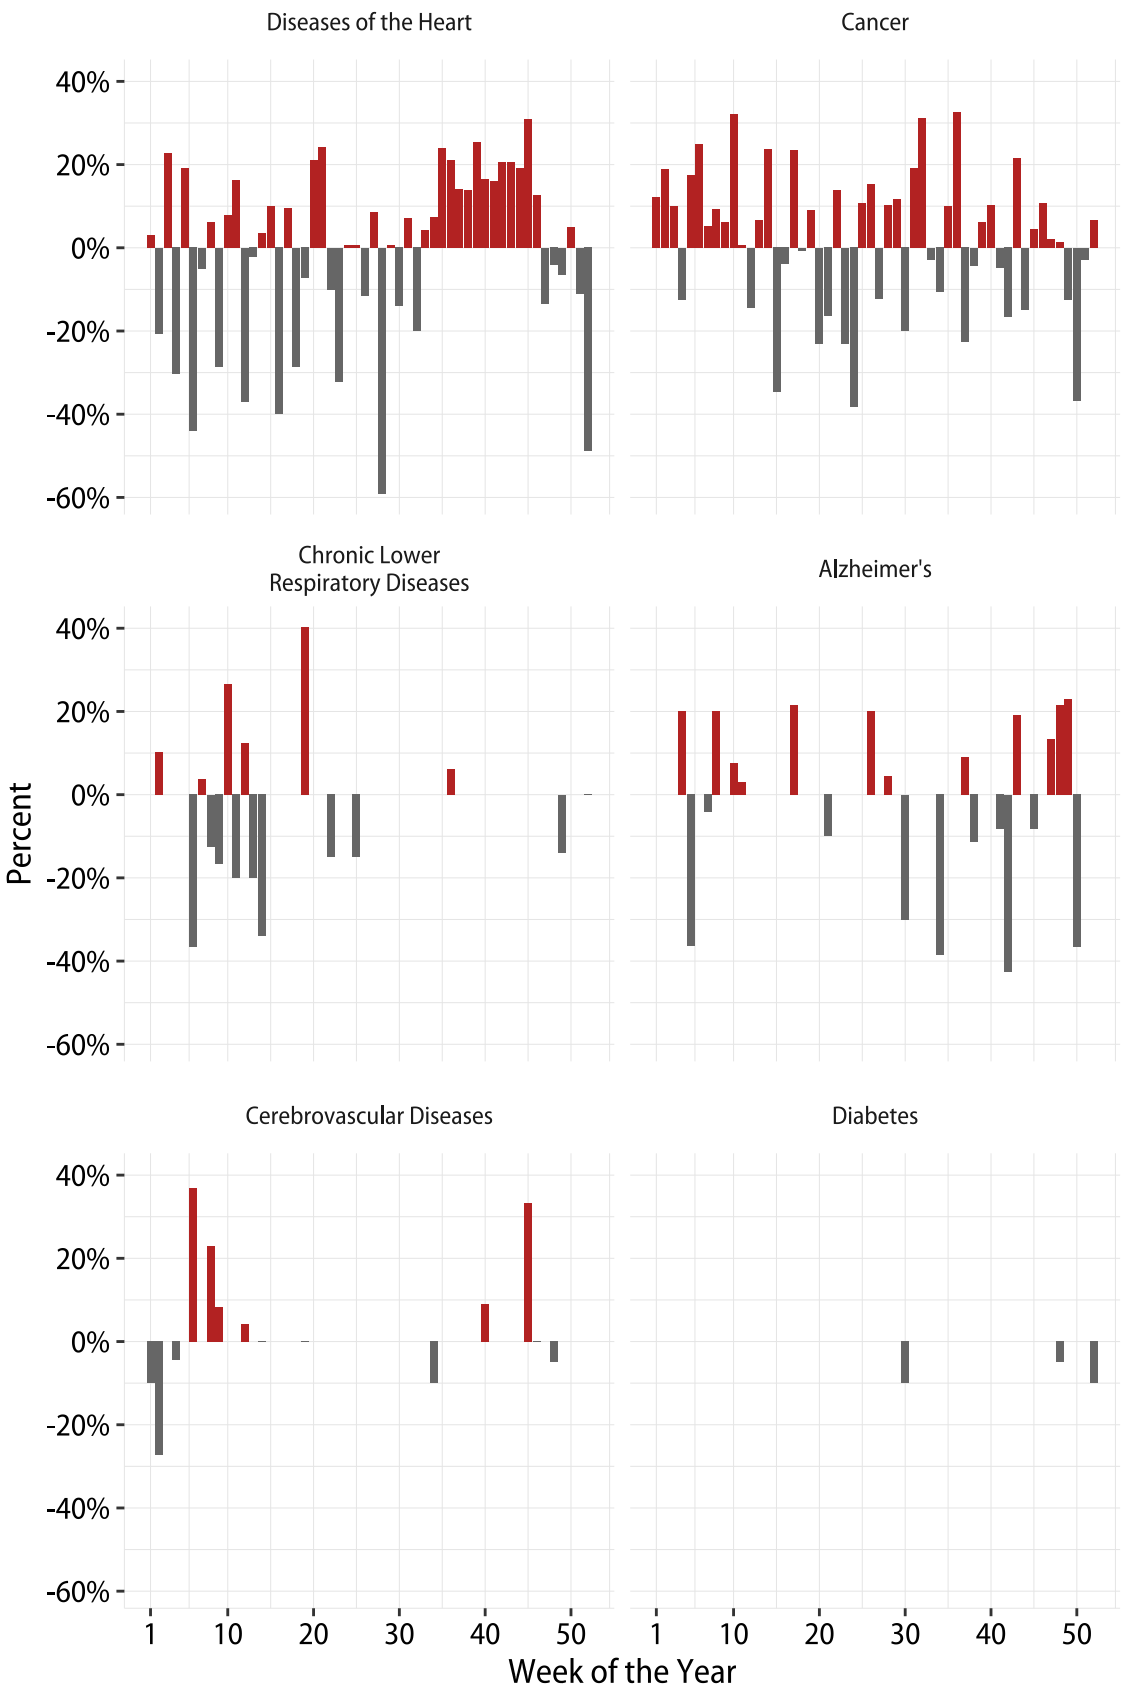 Diseases of the Heart
Cancer
40%
20%
0%
-20%
-40%
-60%
Chronic Lower
Respiratory Diseases
Alzheimer's
40%
20%
0%
-20%
-40%
-60%
Percent
Cerebrovascular Diseases
Diabetes
40%
20%
0%
-20%
-40%
-60%
1 10 20 30 40 50
1 10 20 30 40 50
Week of the Year